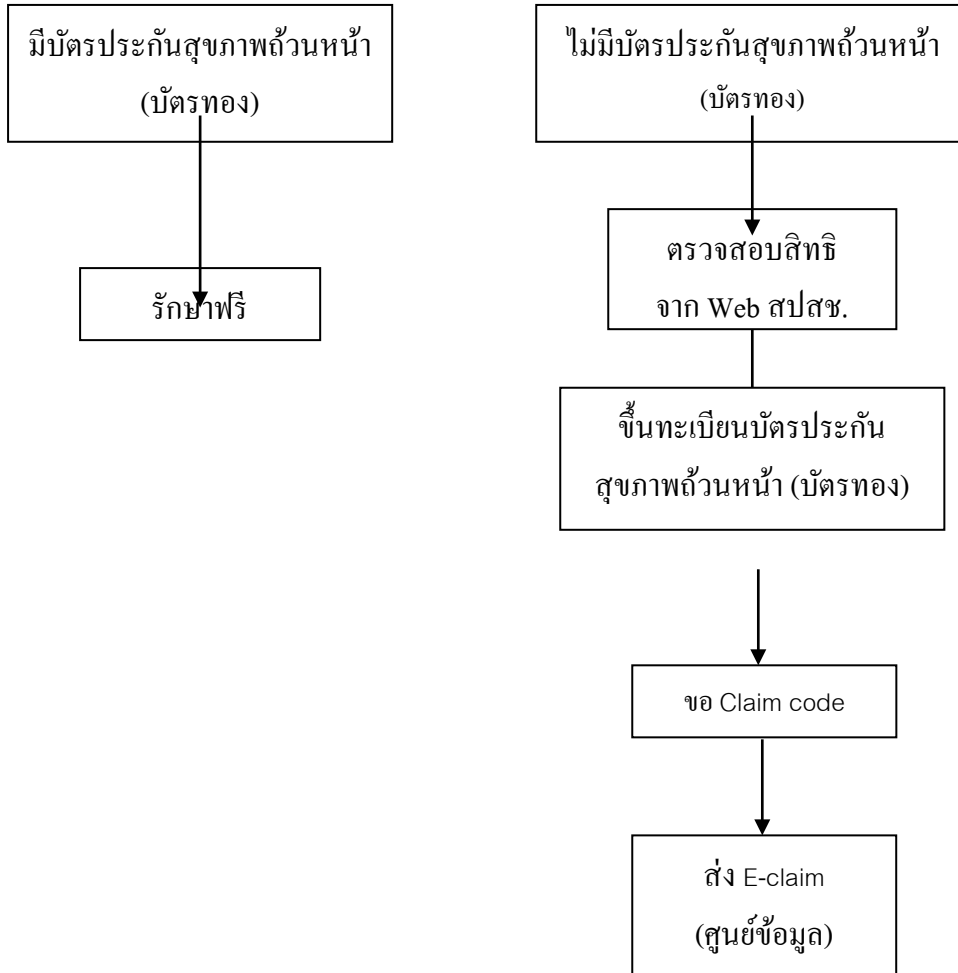 มีบัตรประกันสุขภาพถ้วนหน้า
(บัตรทอง)
รักษาฟรี
ไม่มีบัตรประกันสุขภาพถ้วนหน้า
(บัตรทอง)
ตรวจสอบสิทธิ
จาก Web สปสช.
ขึ้นทะเบียนบัตรประกัน
สุขภาพถ้วนหน้า (บัตรทอง)
ขอ Claim code
ส่ง E-claim
(ศูนย์ข้อมูล)